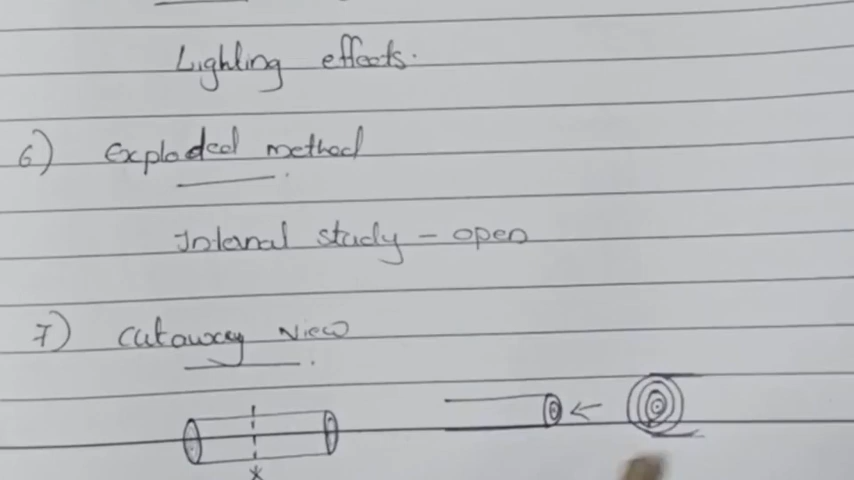 Lighting effects.
6) Exploded method
Internal study - open
7) Cutaway view